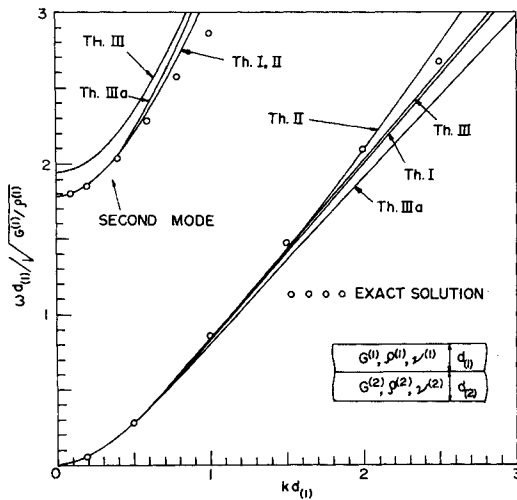 3
Th. III
Th. I, II
Th. IIIa
Th. II
Th. III
2
Th. I
SECOND MODE
Th. IIIa
ω d(1)/√G⁽¹⁾/ρ⁽¹⁾
1
EXACT SOLUTION
G⁽¹⁾, ρ⁽¹⁾, ν⁽¹⁾ d(1)
G⁽²⁾, ρ⁽²⁾, ν⁽²⁾ d(2)
0 1 2 3
kd(1)